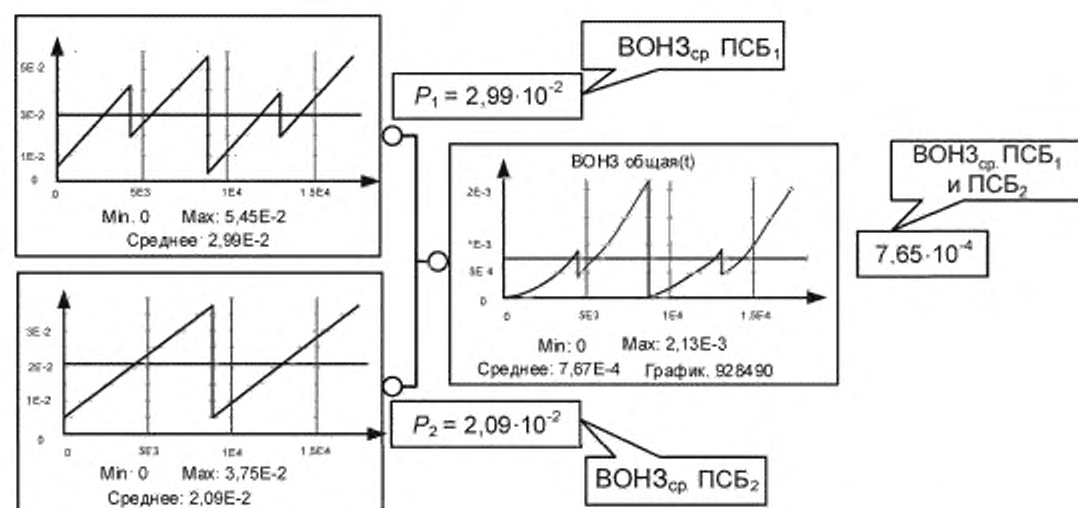 5E-2
3E-2
1E-2
0
0 5E3 1E4 1.5E4
Min. 0 Max: 5,45E-2
Среднее· 2,99E-2
P₁ = 2,99·10⁻²
ВОНЗср ПСБ₁
ВОНЗ общая(t)
2E-3
1E-3
5E-4
0
0 5E3 1E4 1.5E4
Min: 0 Max: 2,13E-3
Среднее: 7,67E-4 График. 928490
ВОНЗср. ПСБ₁
и ПСБ₂
7,65·10⁻⁴
3E-2
2E-2
1E-2
0
0 5E3 1E4 1,5E4
Min· 0 Max: 3,75E-2
Среднее: 2,09E-2
P₂ = 2,09·10⁻²
ВОНЗср. ПСБ₂